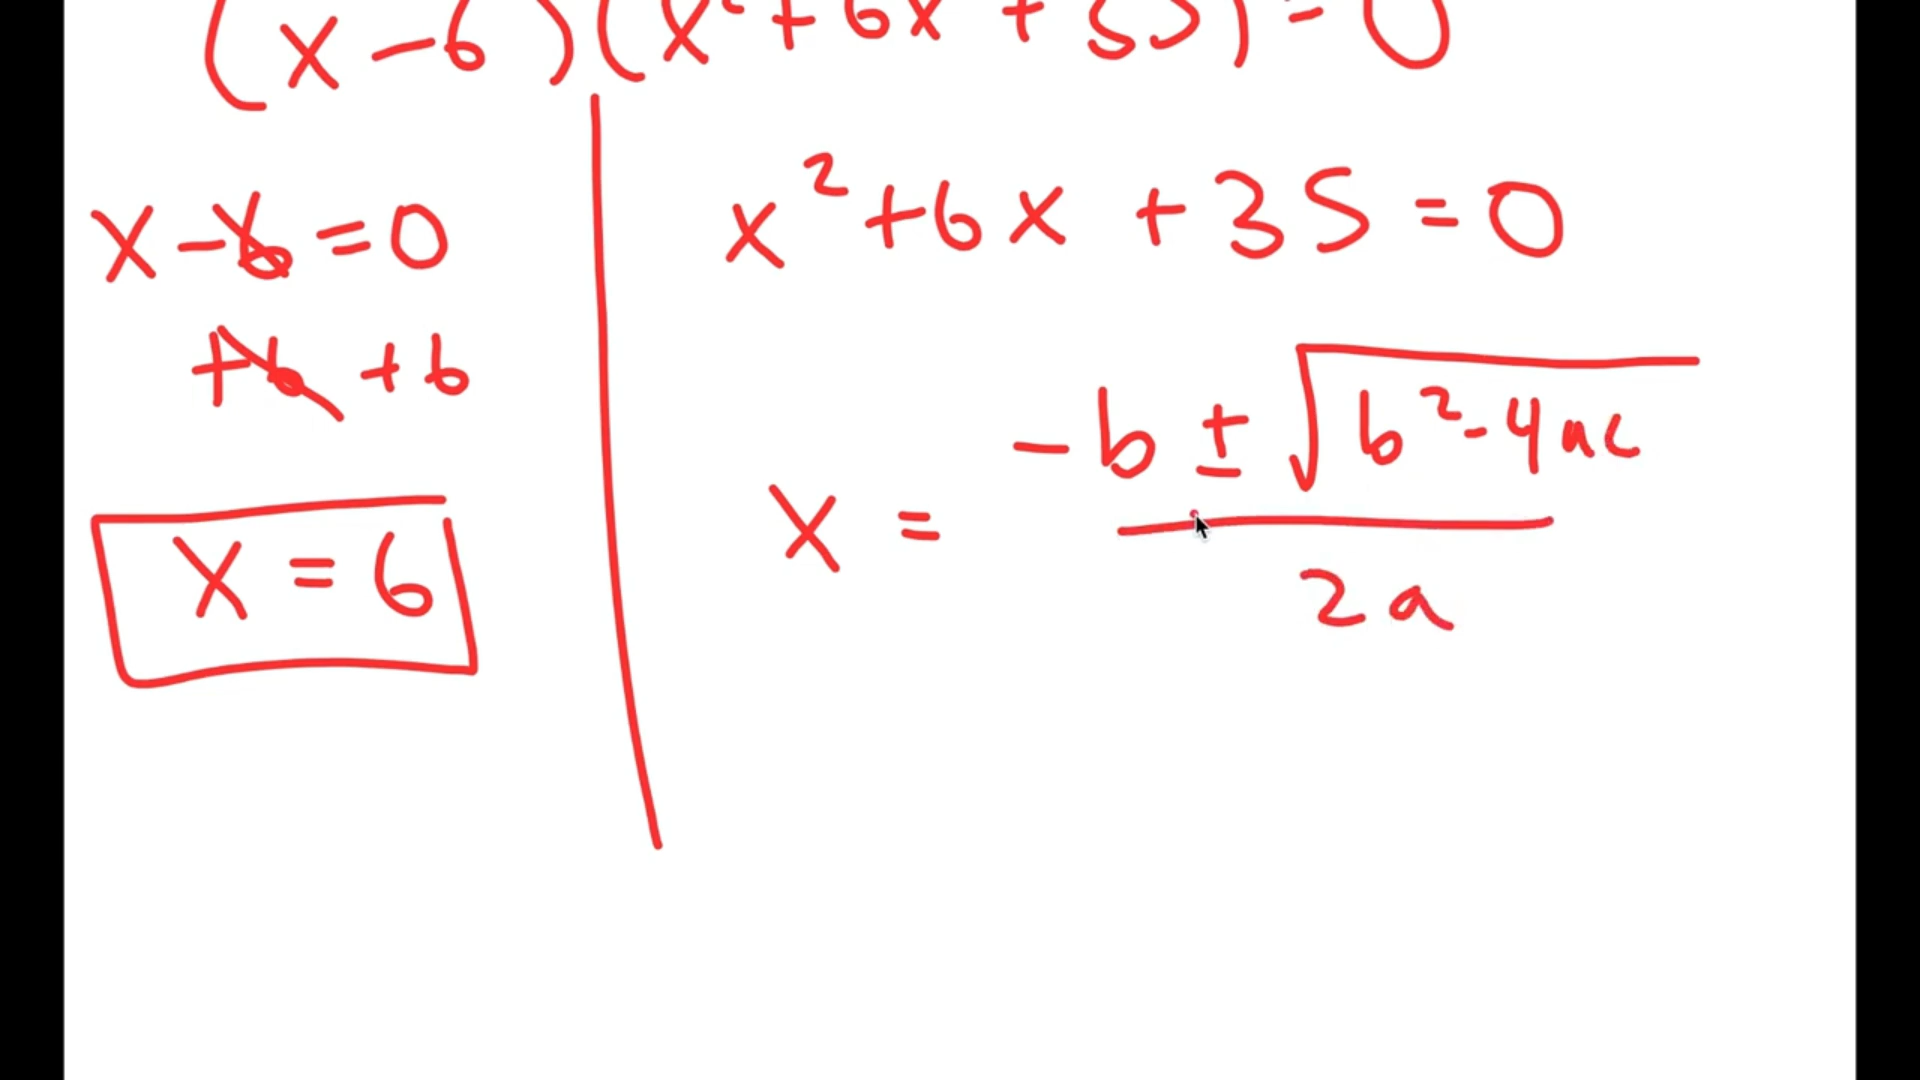 (x-6)(x²+6x+35)=0
x-6=0
+6 +6
x=6
x²+6x+35=0
x = -b ± √b²-4ac
2a